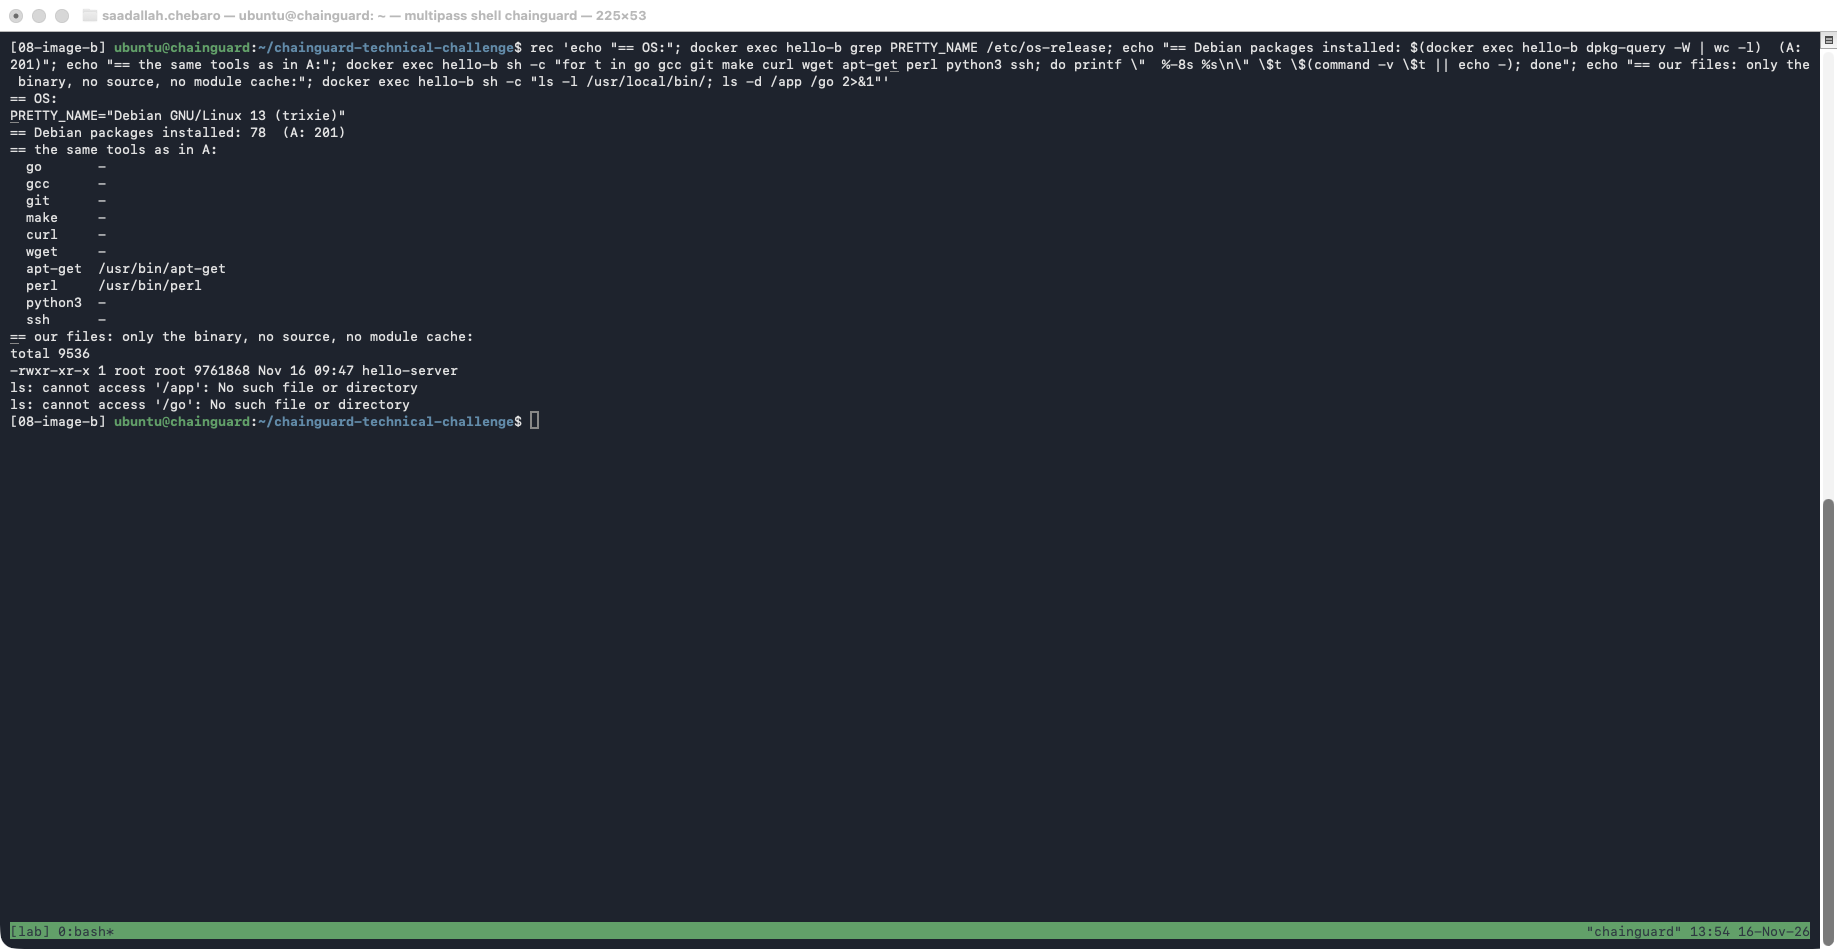 saadallah.chebaro — ubuntu@chainguard: ~ — multipass shell chainguard — 225×53
[08-image-b] ubuntu@chainguard:~/chainguard-technical-challenge$ rec 'echo "== OS:"; docker exec hello-b grep PRETTY_NAME /etc/os-release; echo "== Debian packages installed: $(docker exec hello-b dpkg-query -W | wc -l)  (A:
201)"; echo "== the same tools as in A:"; docker exec hello-b sh -c "for t in go gcc git make curl wget apt-get perl python3 ssh; do printf \"  %-8s %s\n\" \$t \$(command -v \$t || echo -); done"; echo "== our files: only the
 binary, no source, no module cache:"; docker exec hello-b sh -c "ls -l /usr/local/bin/; ls -d /app /go 2>&1"'
== OS:
PRETTY_NAME="Debian GNU/Linux 13 (trixie)"
== Debian packages installed: 78  (A: 201)
== the same tools as in A:
  go       -
  gcc      -
  git      -
  make     -
  curl     -
  wget     -
  apt-get  /usr/bin/apt-get
  perl     /usr/bin/perl
  python3  -
  ssh      -
== our files: only the binary, no source, no module cache:
total 9536
-rwxr-xr-x 1 root root 9761868 Nov 16 09:47 hello-server
ls: cannot access '/app': No such file or directory
ls: cannot access '/go': No such file or directory
[08-image-b] ubuntu@chainguard:~/chainguard-technical-challenge$
[lab] 0:bash* "chainguard" 13:54 16-Nov-26